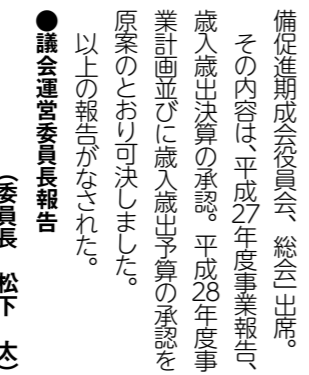 備促進期成会役員会、総会」出席。
その内容は、平成27年度事業報告、
歳入歳出決算の承認。平成28年度事
業計画並びに歳入歳出予算の承認を
原案のとおり可決しました。
以上の報告がなされた。
●議会運営委員長報告
（委員長　松下　太）